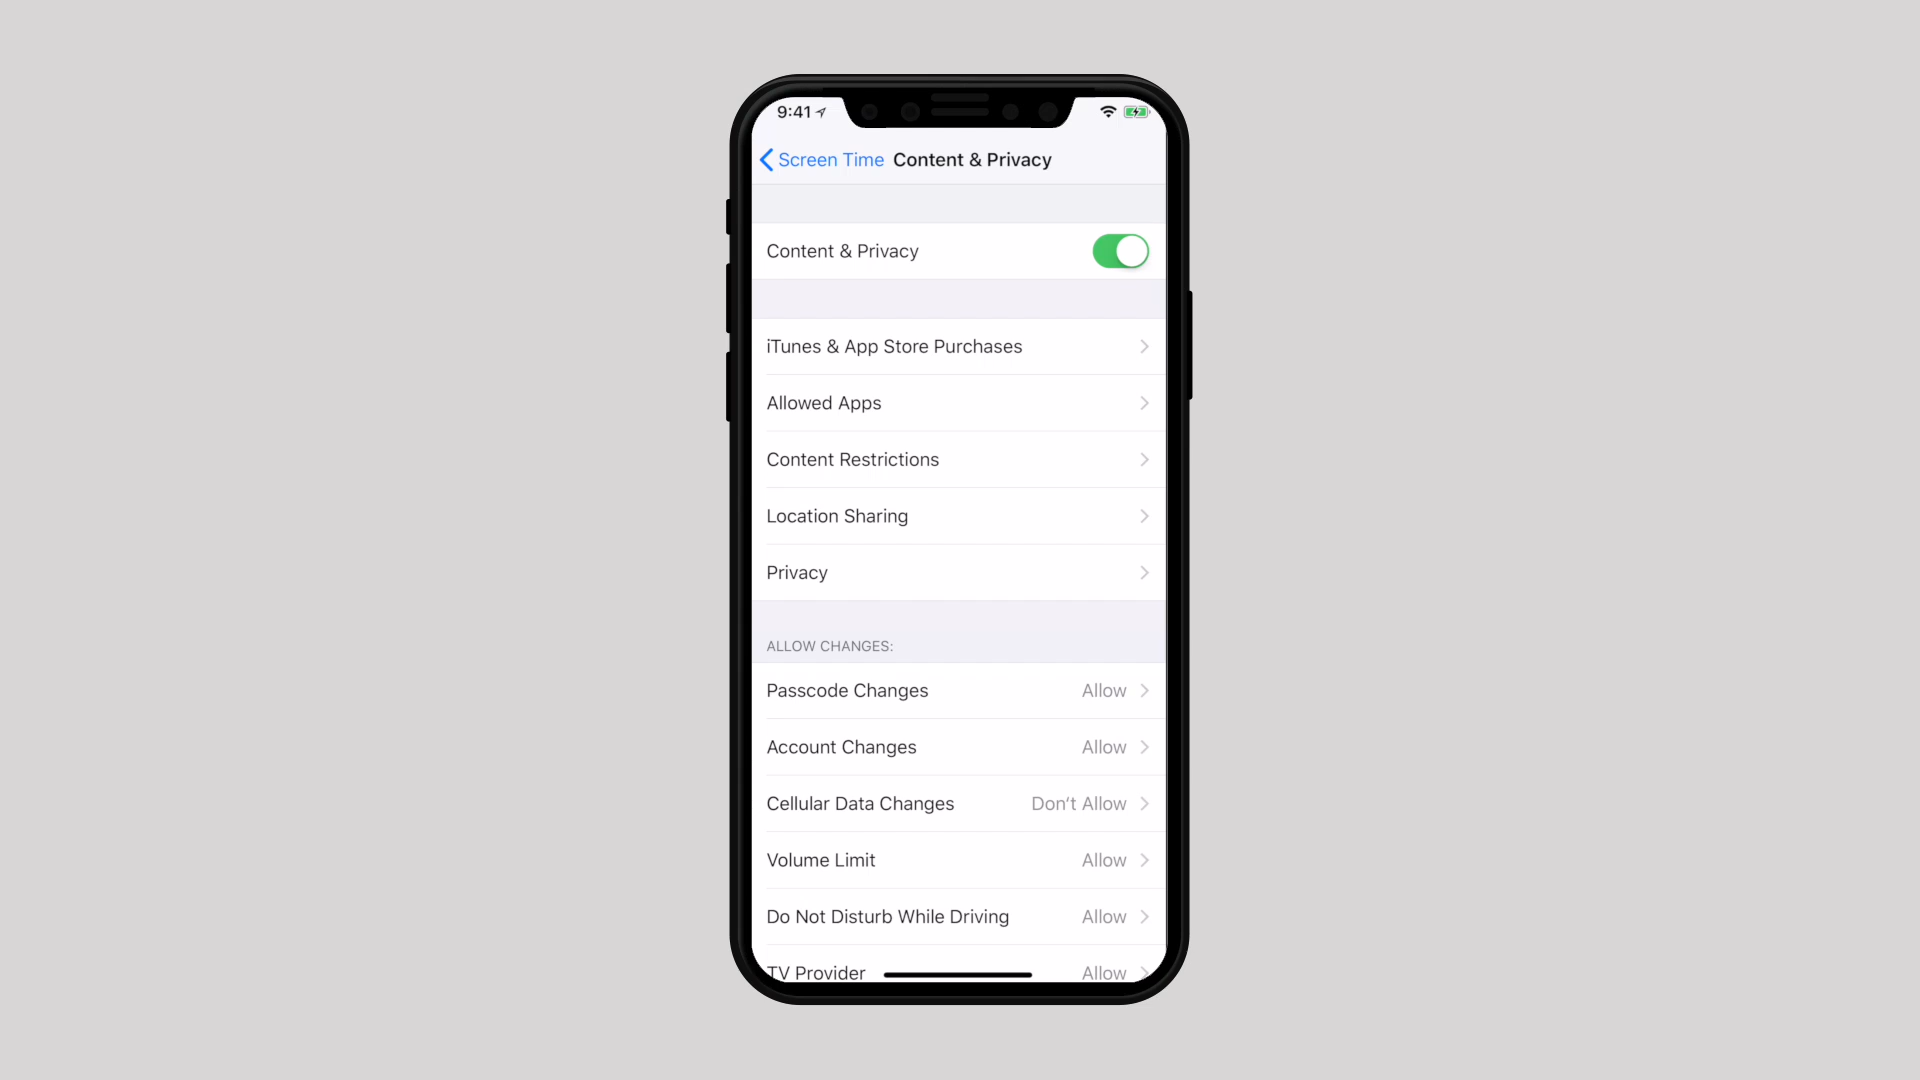 9:41
Screen Time Content & Privacy
Content & Privacy
iTunes & App Store Purchases
Allowed Apps
Content Restrictions
Location Sharing
Privacy
ALLOW CHANGES:
Passcode Changes Allow
Account Changes Allow
Cellular Data Changes Don't Allow
Volume Limit Allow
Do Not Disturb While Driving Allow
TV Provider Allow